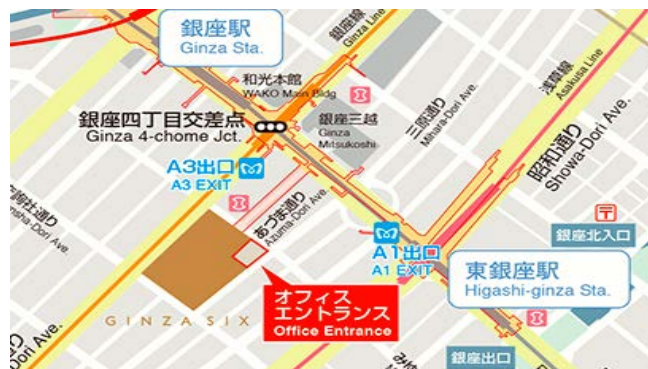 銀座駅
Ginza Sta.
銀座線
Ginza Line
和光本館
WAKO Main Bldg
浅草線
Asakusa Line
銀座四丁目交差点
Ginza 4-chome Jct.
銀座三越
Ginza
Mitsukoshi
三原通り
Mihara-Dori Ave.
昭和通り
Showa-Dori Ave.
A3出口
A3 EXIT
あづま通り
Azuma-Dori Ave.
A1出口
A1 EXIT
銀座北入口
東銀座駅
Higashi-ginza Sta.
オフィス
エントランス
Office Entrance
GINZA SIX
銀座出口